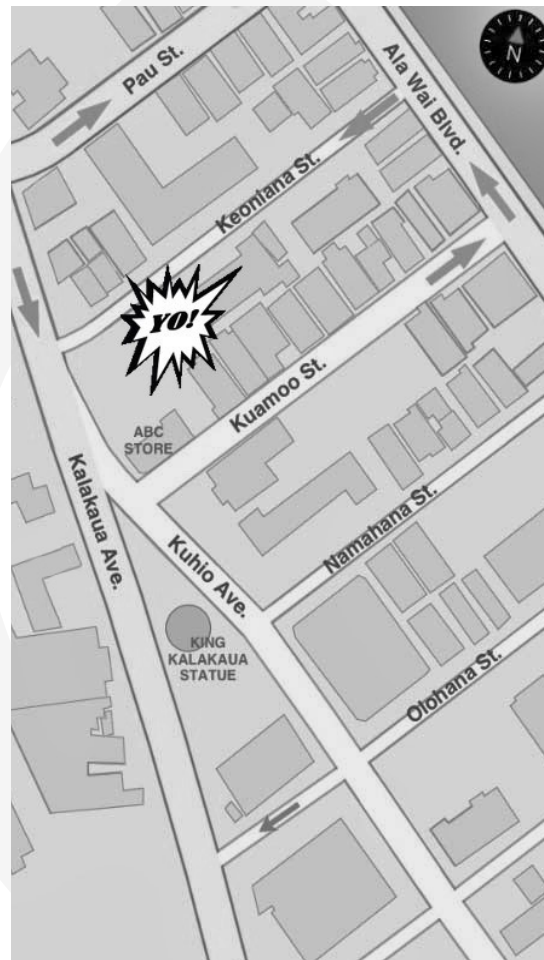 Pau St.
Ala Wai Blvd.
N
Keoniana St.
YO!
Kuamoo St.
ABC
STORE
Kalakaua Ave.
Namahana St.
Kuhio Ave.
KING
KALAKAUA
STATUE
Olohana St.